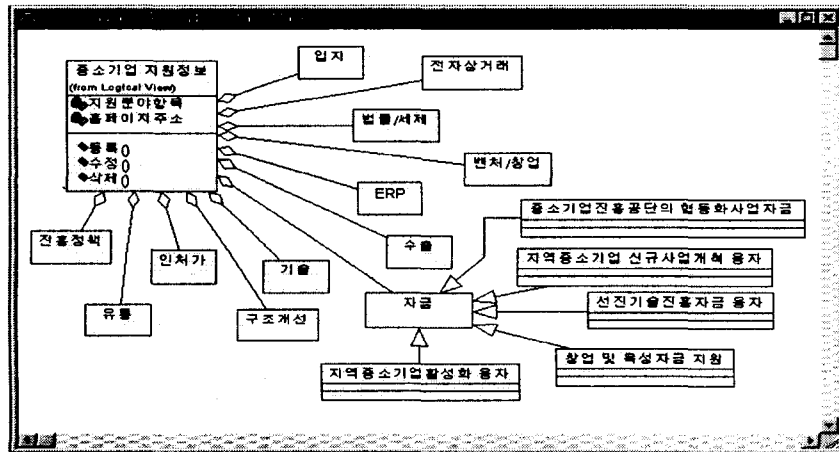 중소기업 지원정보
(from Logical View)
지원분야항목
홈페이지주소
등록()
수정()
삭제()
입지
전자상거래
법률/세제
벤처/창업
ERP
수출
진흥정책
유통
인허가
구조개선
기술
자금
중소기업진흥공단의 협동화사업자금
지역중소기업 신규사업개척 융자
선진기술진흥자금 융자
창업 및 육성자금 지원
지역중소기업활성화 융자